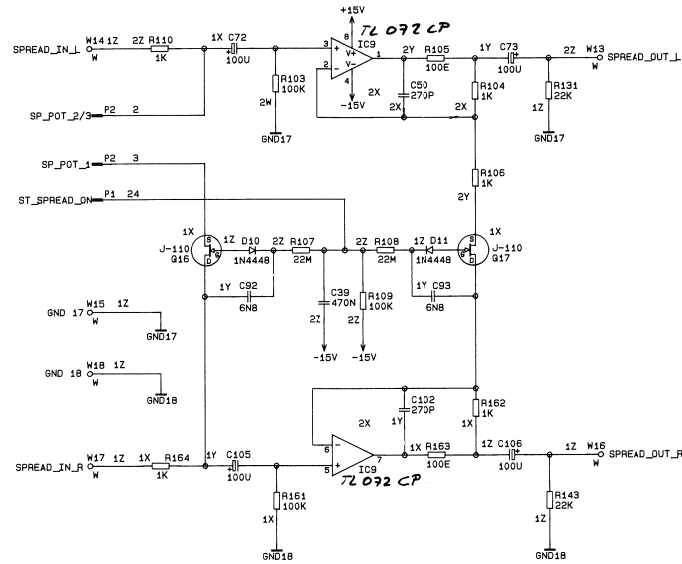 +15V
TL 072 CP
W14 1Z 2Z R110 1X C72 3 8 IC9 2Y R105 1Y C73 2Z W13
SPREAD_IN_L SPREAD_OUT_L
W 1K 100U + V+ 1 100E 100U W
2 - V-
4
R103 100K 2W
-15V
C50 270P 2X 2X
R104 1K 2X
R131 22K 1Z
SP_POT_2/3 P2 2
GND17
GND17
SP_POT_1 P2 3
R106 1K 2Y
ST_SPREAD_ON P1 24
1X 1X
S S
J-110 G 1Z D10 2Z R107 2Z R108 1Z D11 G J-110
Q16 D 1N4448 22M 22M 1N4448 D Q17
1Y C92 6N8
C39 470N 2Z
R109 100K 2Z
1Y C93 6N8
GND 17 W15 1Z
W
GND17
-15V -15V
GND 18 W18 1Z
W
GND18
C102 270P 1Y
R162 1K 1X
2X
W17 1Z 1X R164 1Y C105 6 - 7 1X R163 1Z C106 1Z W16
SPREAD_IN_R SPREAD_OUT_R
W 1K 100U 5 + IC9 100E 100U W
TL 072 CP
R161 100K 1X
R143 22K 1Z
GND18
GND18